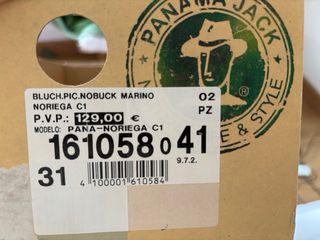 PANAMA JACK
®
& STYLE
BLUCH.PIC.NOBUCK MARINO 02
NORIEGA C1 PZ
P.V.P.: 129,00 €
MODELO: PANA-NORIEGA C1
161058 0 41
31 9.7.2.
4 100001 610584